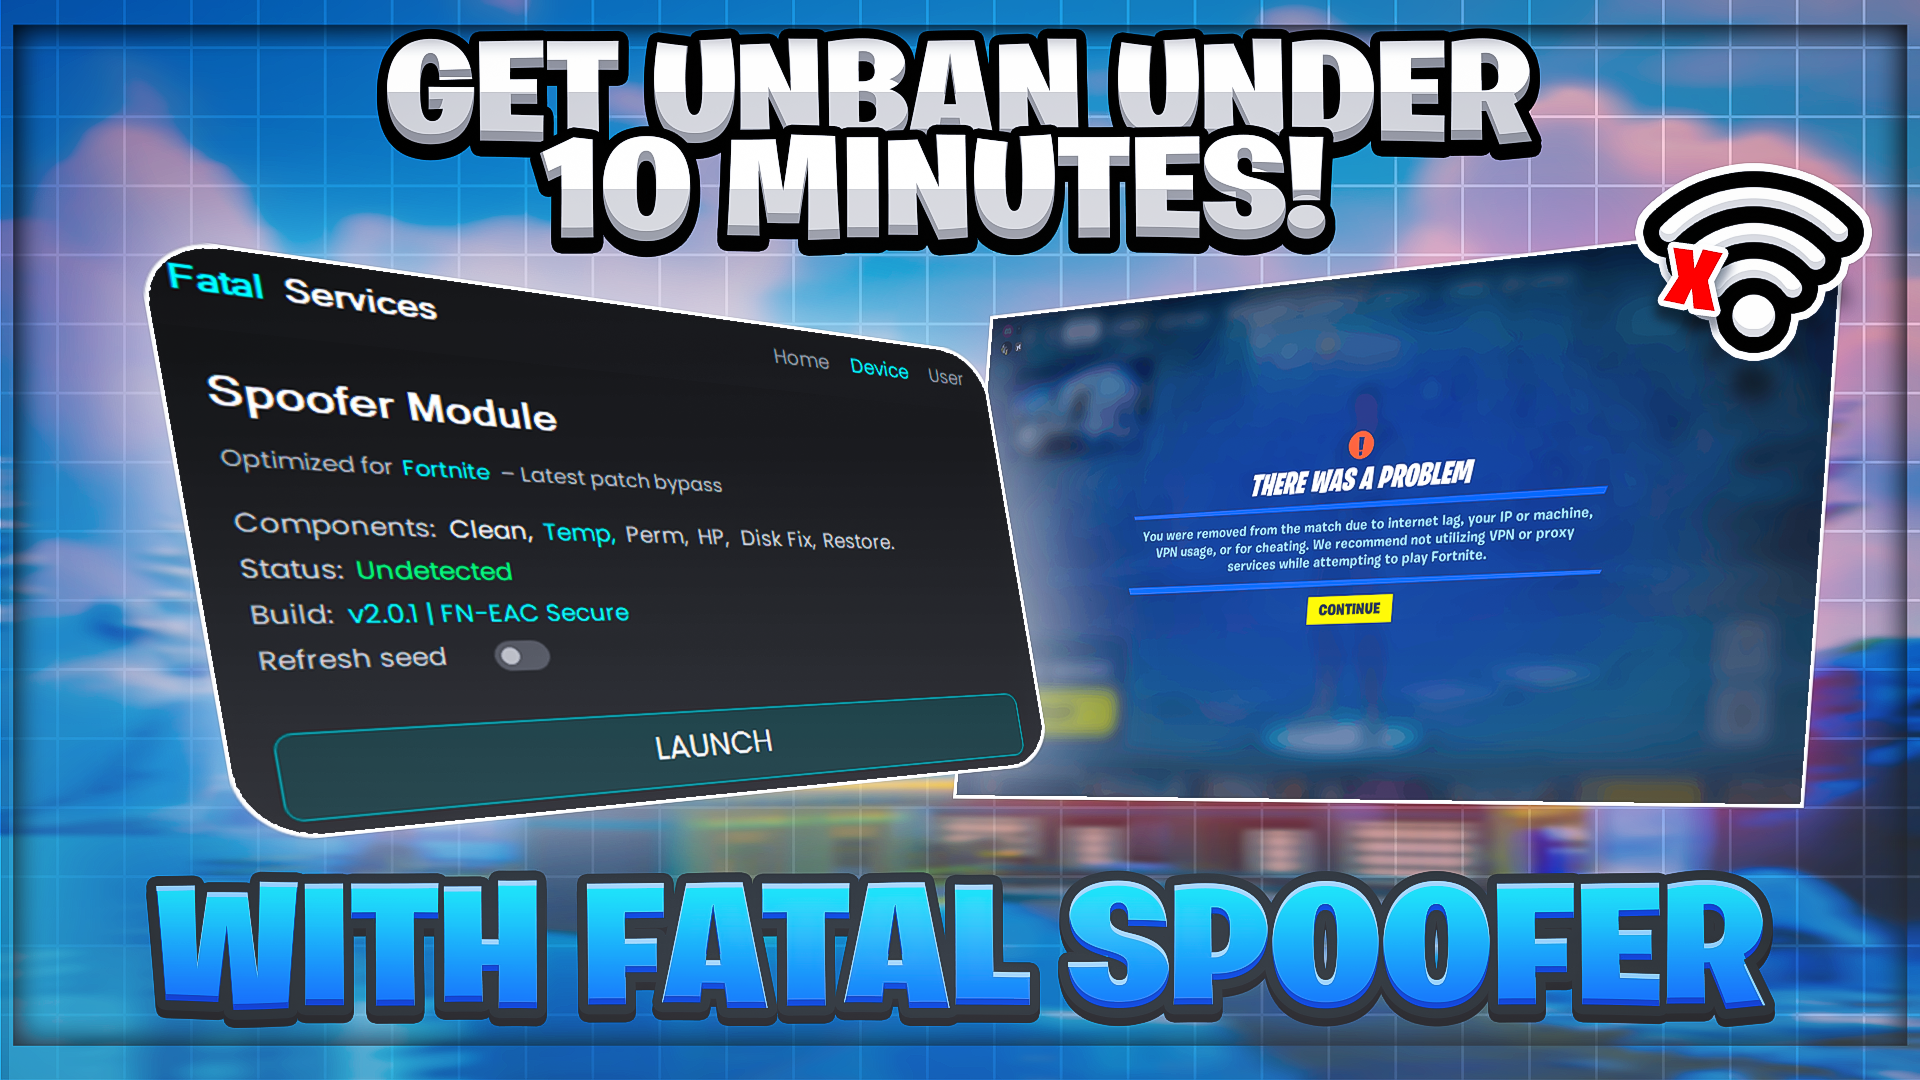 GET UNBAN UNDER
10 MINUTES!
Fatal Services
Home Device User
Spoofer Module
Optimized for Fortnite – Latest patch bypass
Components: Clean, Temp, Perm, HP, Disk Fix, Restore.
Status: Undetected
Build: v2.0.1 | FN-EAC Secure
Refresh seed
LAUNCH
X
!
THERE WAS A PROBLEM
You were removed from the match due to internet lag, your IP or machine,
VPN usage, or for cheating. We recommend not utilizing VPN or proxy
services while attempting to play Fortnite.
CONTINUE
WITH FATAL SPOOFER